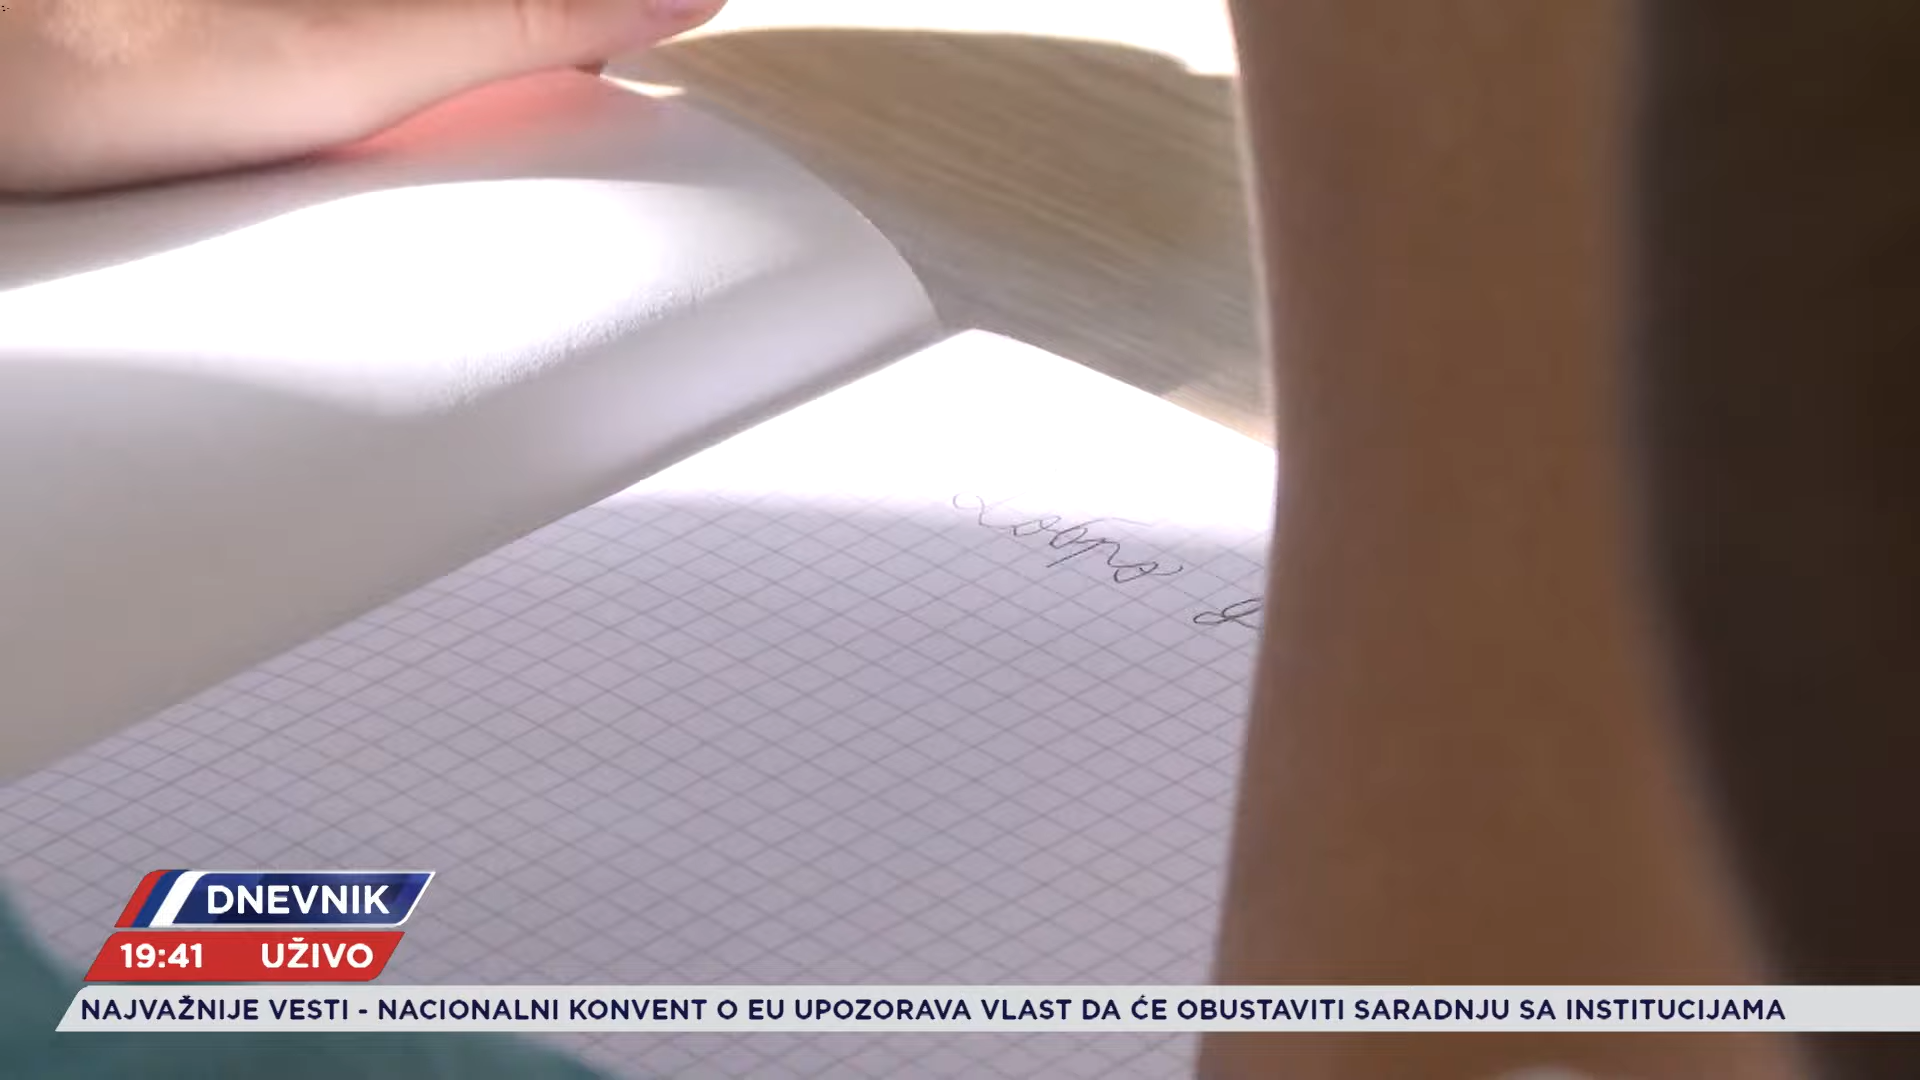 DNEVNIK
19:41 UŽIVO
NAJVAŽNIJE VESTI - NACIONALNI KONVENT O EU UPOZORAVA VLAST DA ĆE OBUSTAVITI SARADNJU SA INSTITUCIJAMA